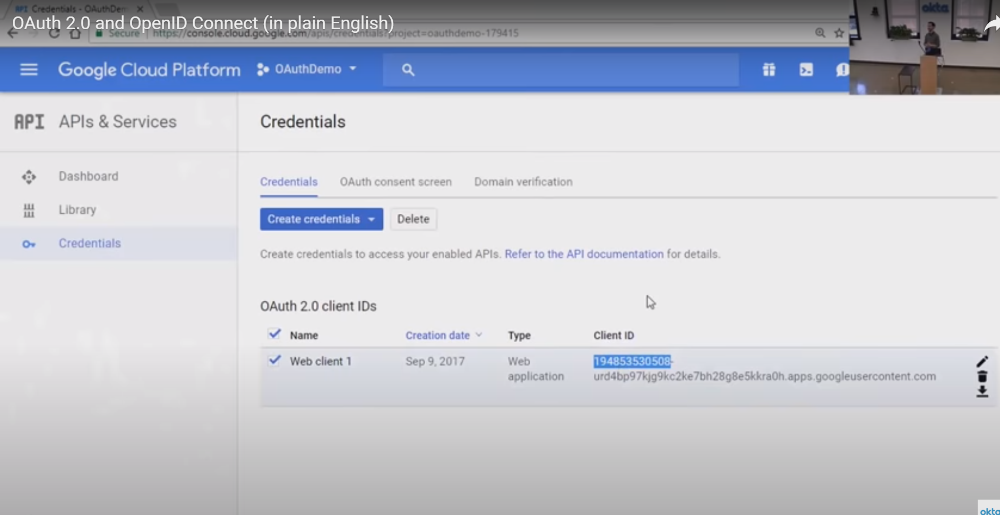 API Credentials - OAuthDem
OAuth 2.0 and OpenID Connect (in plain English)
Secure https://console.cloud.google.com/apis/credentials?project=oauthdemo-179415
okta
Google Cloud Platform OAuthDemo
API APIs & Services
Credentials
Dashboard
Library
Credentials
Credentials OAuth consent screen Domain verification
Create credentials Delete
Create credentials to access your enabled APIs. Refer to the API documentation for details.
OAuth 2.0 client IDs
Name Creation date Type Client ID
Web client 1 Sep 9, 2017 Web application 194853530508-
urd4bp97kjg9kc2ke7bh28g8e5kkra0h.apps.googleusercontent.com
okta